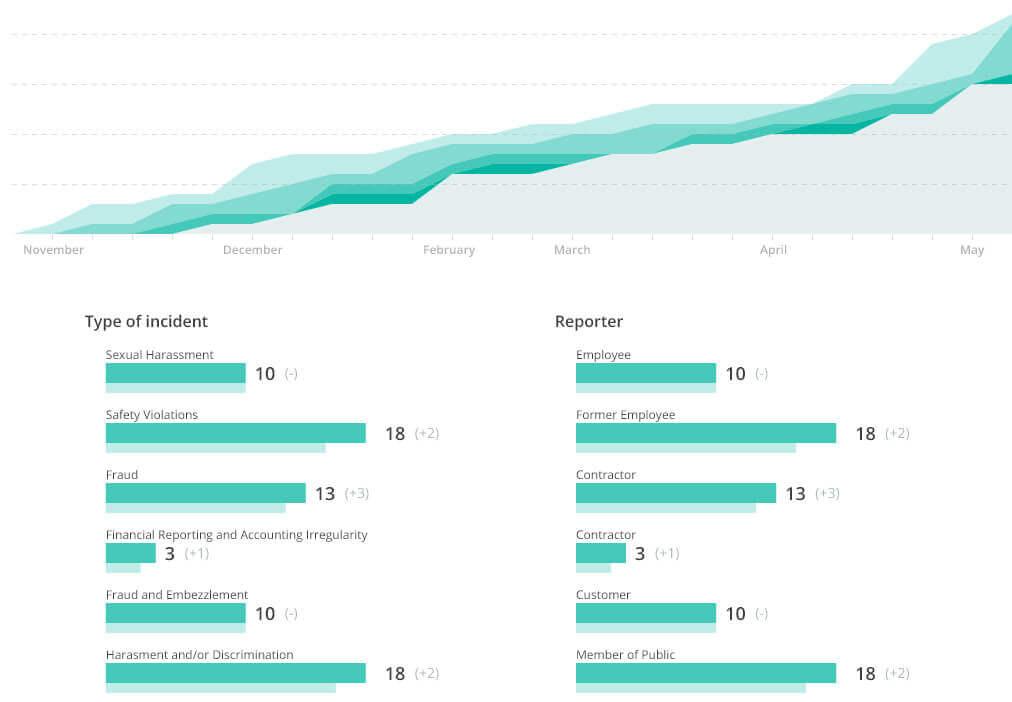 November December February March April May
Type of incident
Sexual Harassment
10 (-)
Safety Violations
18 (+2)
Fraud
13 (+3)
Financial Reporting and Accounting Irregularity
3 (+1)
Fraud and Embezzlement
10 (-)
Harasment and/or Discrimination
18 (+2)
Reporter
Employee
10 (-)
Former Employee
18 (+2)
Contractor
13 (+3)
Contractor
3 (+1)
Customer
10 (-)
Member of Public
18 (+2)